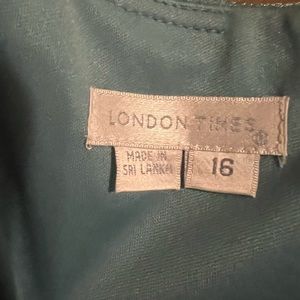 LONDON TIMES®
MADE IN
SRI LANKA
16